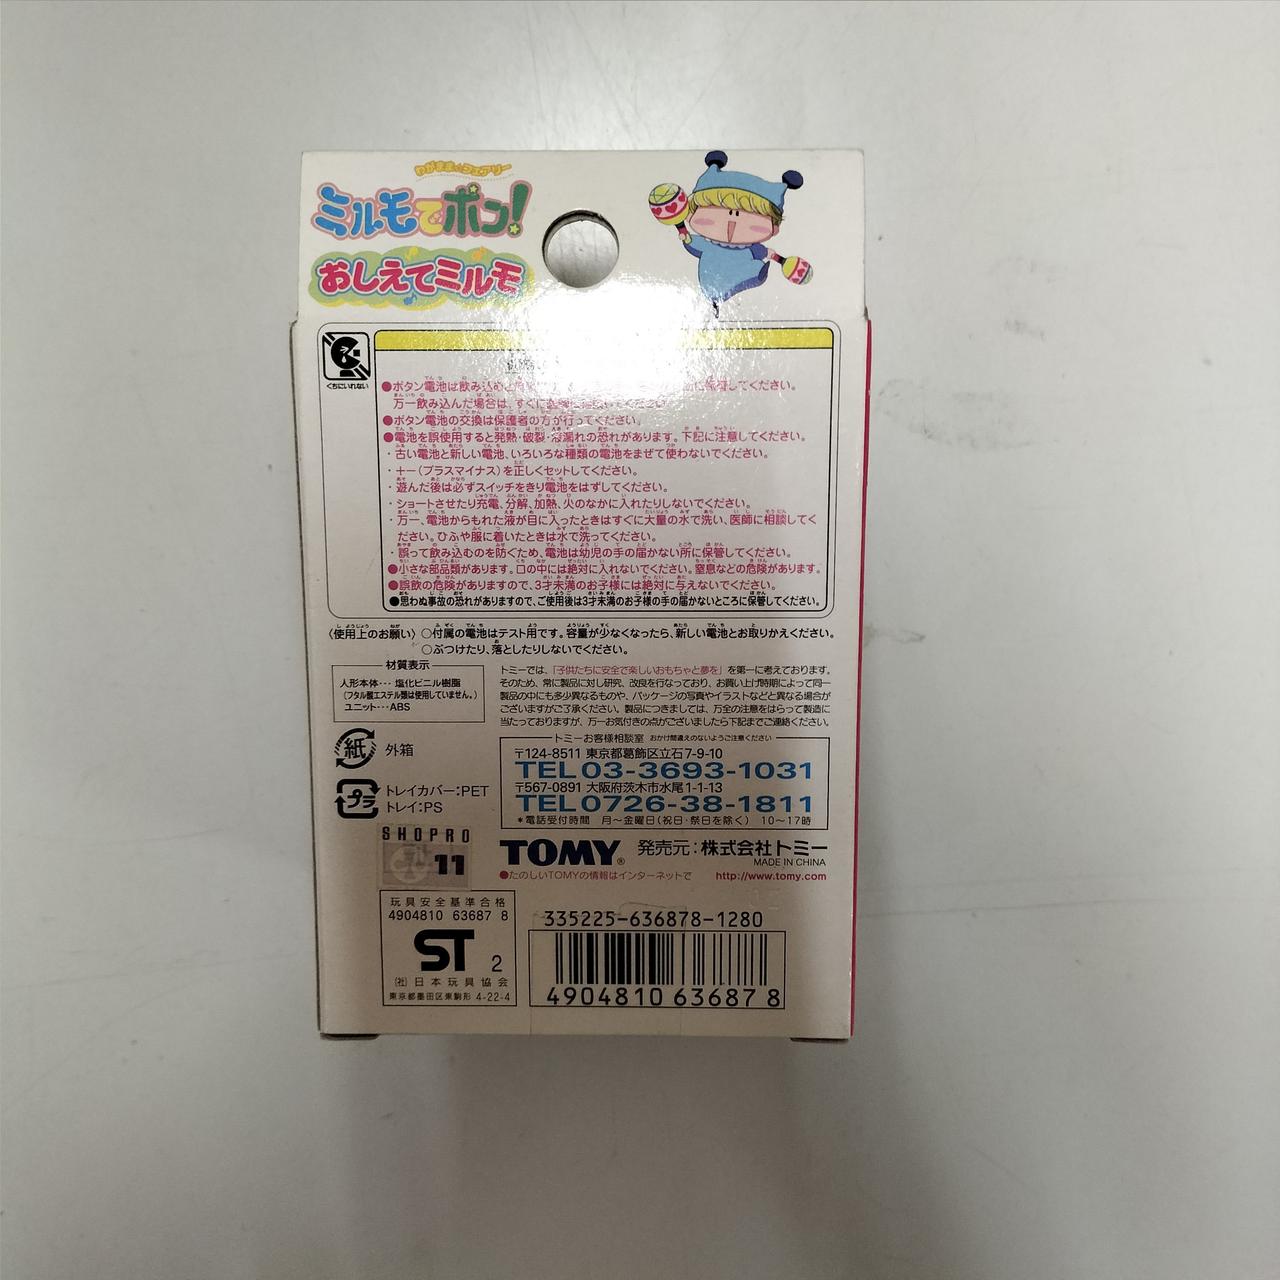 わがまま☆フェアリー
ミルモでポン!
おしえてミルモ
くちにいれない
●ボタン電池は飲み込めと
に保管してください。
万一飲み込んだ場合は、すぐに医師に
ください。
●ボタン電池の交換は保護者の方が行ってください。
●電池を誤使用すると発熱・破裂・液漏れの恐れがあります。下記に注意してください。
・古い電池と新しい電池、いろいろな種類の電池をまぜて使わないでください。
・＋−(プラスマイナス)を正しくセットしてください。
・遊んだ後は必ずスイッチをきり電池をはずしてください。
・ショートさせたり充電、分解、加熱、火のなかに入れたりしないでください。
・万一、電池からもれた液が目に入ったときはすぐに大量の水で洗い、医師に相談してく
ださい。ひふや服に着いたときは水で洗ってください。
・誤って飲み込むのを防ぐため、電池は幼児の手の届かない所に保管してください。
●小さな部品類があります。口の中には絶対に入れないでください。窒息などの危険があります。
●誤飲の危険がありますので、3才未満のお子様には絶対に与えないでください。
●思わぬ事故の恐れがありますので、ご使用後は3才未満のお子様の手の届かないところに保管してください。
〈使用上のお願い〉○付属の電池はテスト用です。容量が少なくなったら、新しい電池とお取りかえください。
○ぶつけたり、落としたりしないでください。
材質表示
人形本体…塩化ビニル樹脂
(フタル酸エステル類は使用していません。)
ユニット…ABS
トミーでは、「子供たちに安全で楽しいおもちゃと夢を」を第一に考えております。
そのため、常に製品に対し研究、改良を行なっており、お買い上げ時期によって同一
製品の中にも多少異なるものや、パッケージの写真やイラストなどと異なる場合が
ございますがご了承ください。製品につきましては、万全の注意をはらって製造に
当たっておりますが、万一お気付きの点がございましたら下記までご連絡ください。
紙 外箱
プラ トレイカバー:PET
トレイ:PS
トミーお客様相談室 おかけ間違えのないようご注意ください
〒124-8511 東京都葛飾区立石7-9-10
TEL 03-3693-1031
〒567-0891 大阪府茨木市水尾1-1-13
TEL 0726-38-1811
＊電話受付時間 月～金曜日(祝日・祭日を除く) 10～17時
SHOPRO
11
TOMY® 発売元:株式会社トミー
MADE IN CHINA
●たのしいTOMYの情報はインターネットで http://www.tomy.com
玩具安全基準合格
4904810 63687 8
ST 2
(社)日本玩具協会
東京都墨田区東駒形 4-22-4
335225-636878-1280
4904810 63687 8